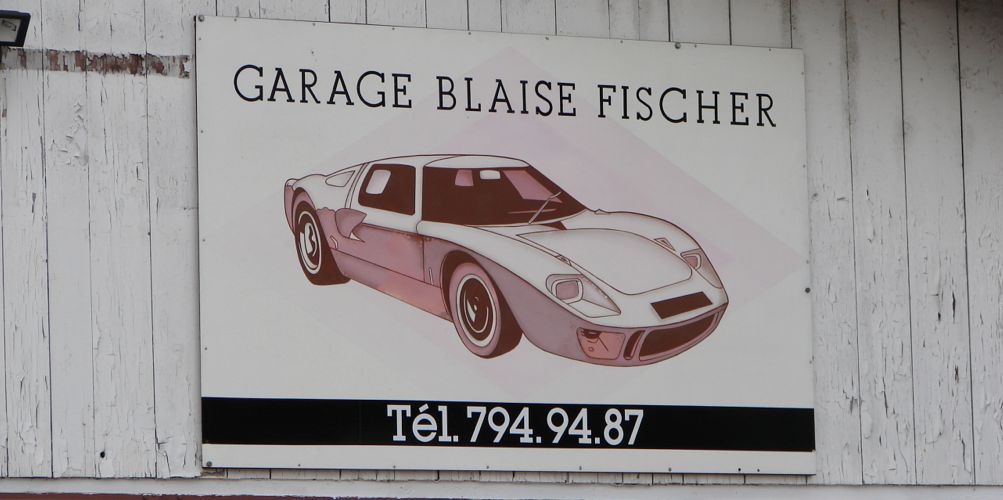 GARAGE BLAISE FISCHER
Tél. 794.94.87